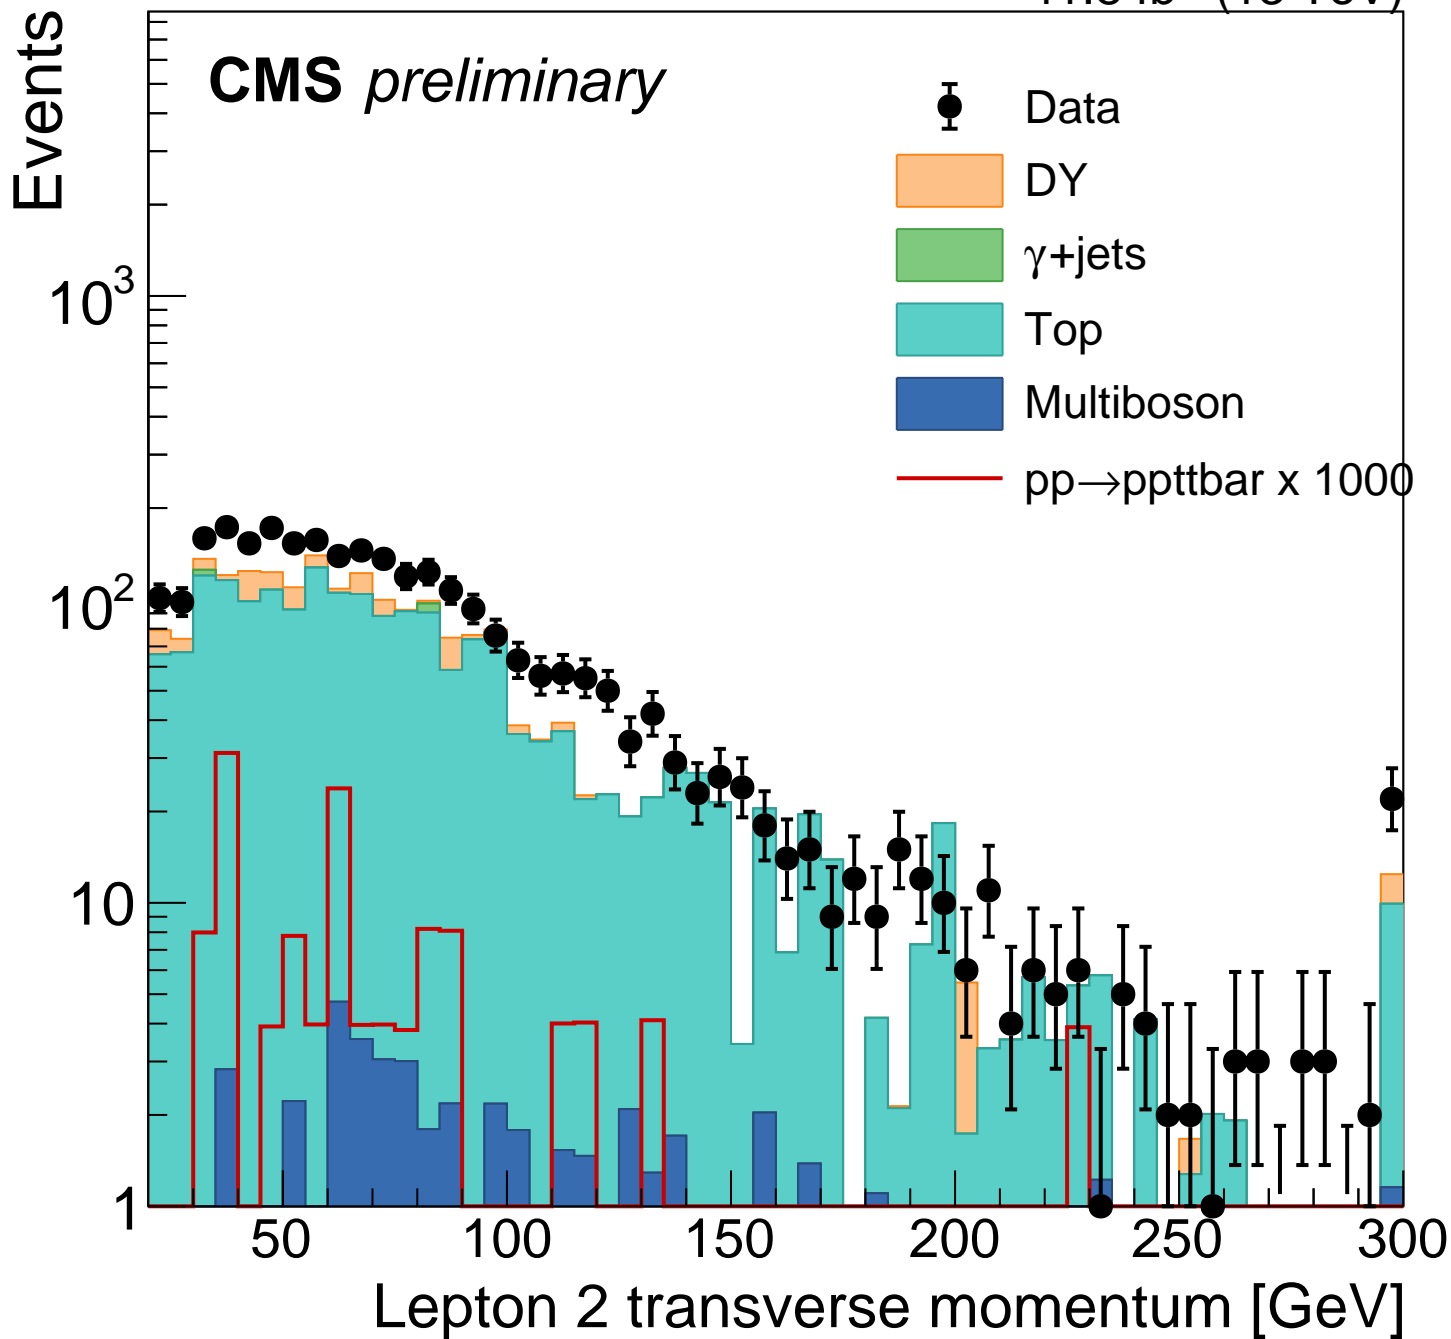 CMS preliminary
Events
Data
DY
γ+jets
Top
Multiboson
pp→ppttbar x 1000
10³
10²
10
1
50 100 150 200 250 300
Lepton 2 transverse momentum [GeV]